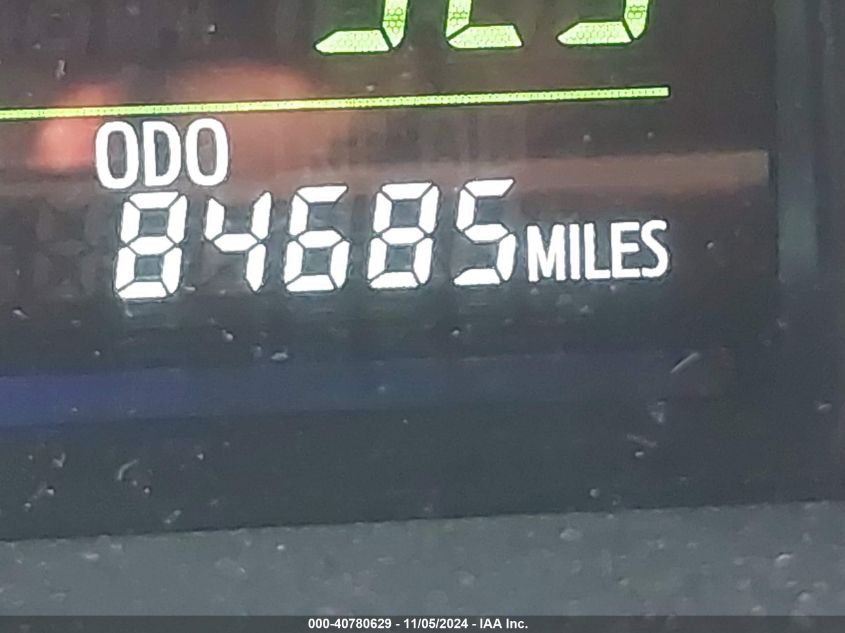 ODO
84685 MILES
000-40780629 - 11/05/2024 - IAA Inc.